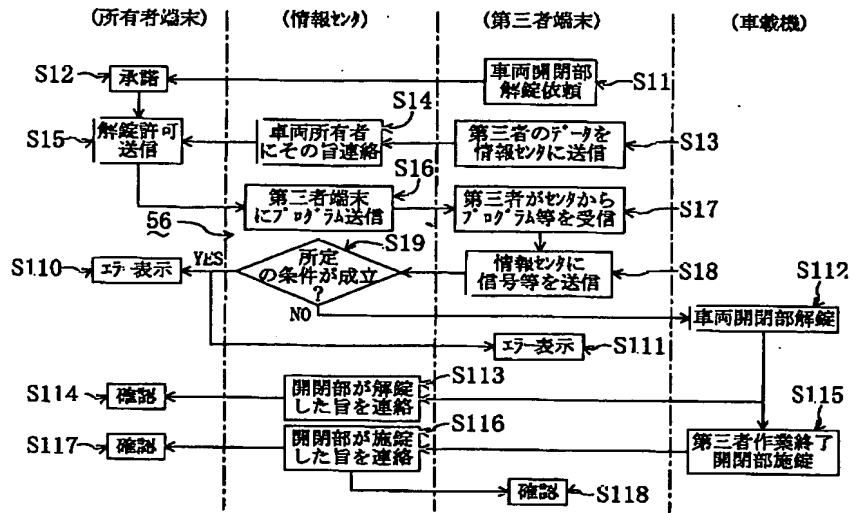 (所有者端末)
(情報センタ)
(第三者端末)
(車載機)
S12
承諾
車両開閉部
解錠依頼
S11
S14
S15
解錠許可
送信
車両所有者
にその旨連絡
第三者のデータを
情報センタに送信
S13
S16
第三者端末
にプログラム送信
第三者がセンタから
プログラム等を受信
S17
56
S19
S110
エラー表示
YES
所定
の条件が成立
?
情報センタに
信号等を送信
S18
S112
NO
車両開閉部解錠
エラー表示
S111
S113
S114
確認
開閉部が解錠
した旨を連絡
S115
S116
S117
確認
開閉部が施錠
した旨を連絡
第三者作業終了
開閉部施錠
確認
S118